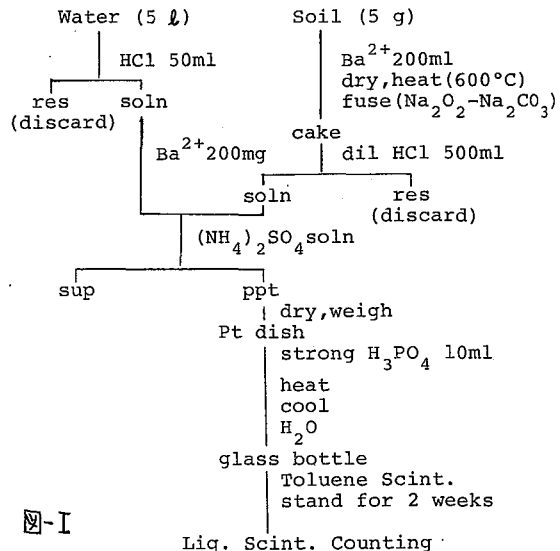 Water (5 ℓ)
Soil (5 g)
HCl 50ml
Ba²⁺ 200ml
dry,heat(600°C)
fuse(Na₂O₂-Na₂CO₃)
res
(discard)
soln
cake
Ba²⁺ 200mg
dil HCl 500ml
soln
res
(discard)
(NH₄)₂SO₄ soln
sup
ppt
dry,weigh
Pt dish
strong H₃PO₄ 10ml
heat
cool
H₂O
glass bottle
Toluene Scint.
stand for 2 weeks
図-I
Liq. Scint. Counting